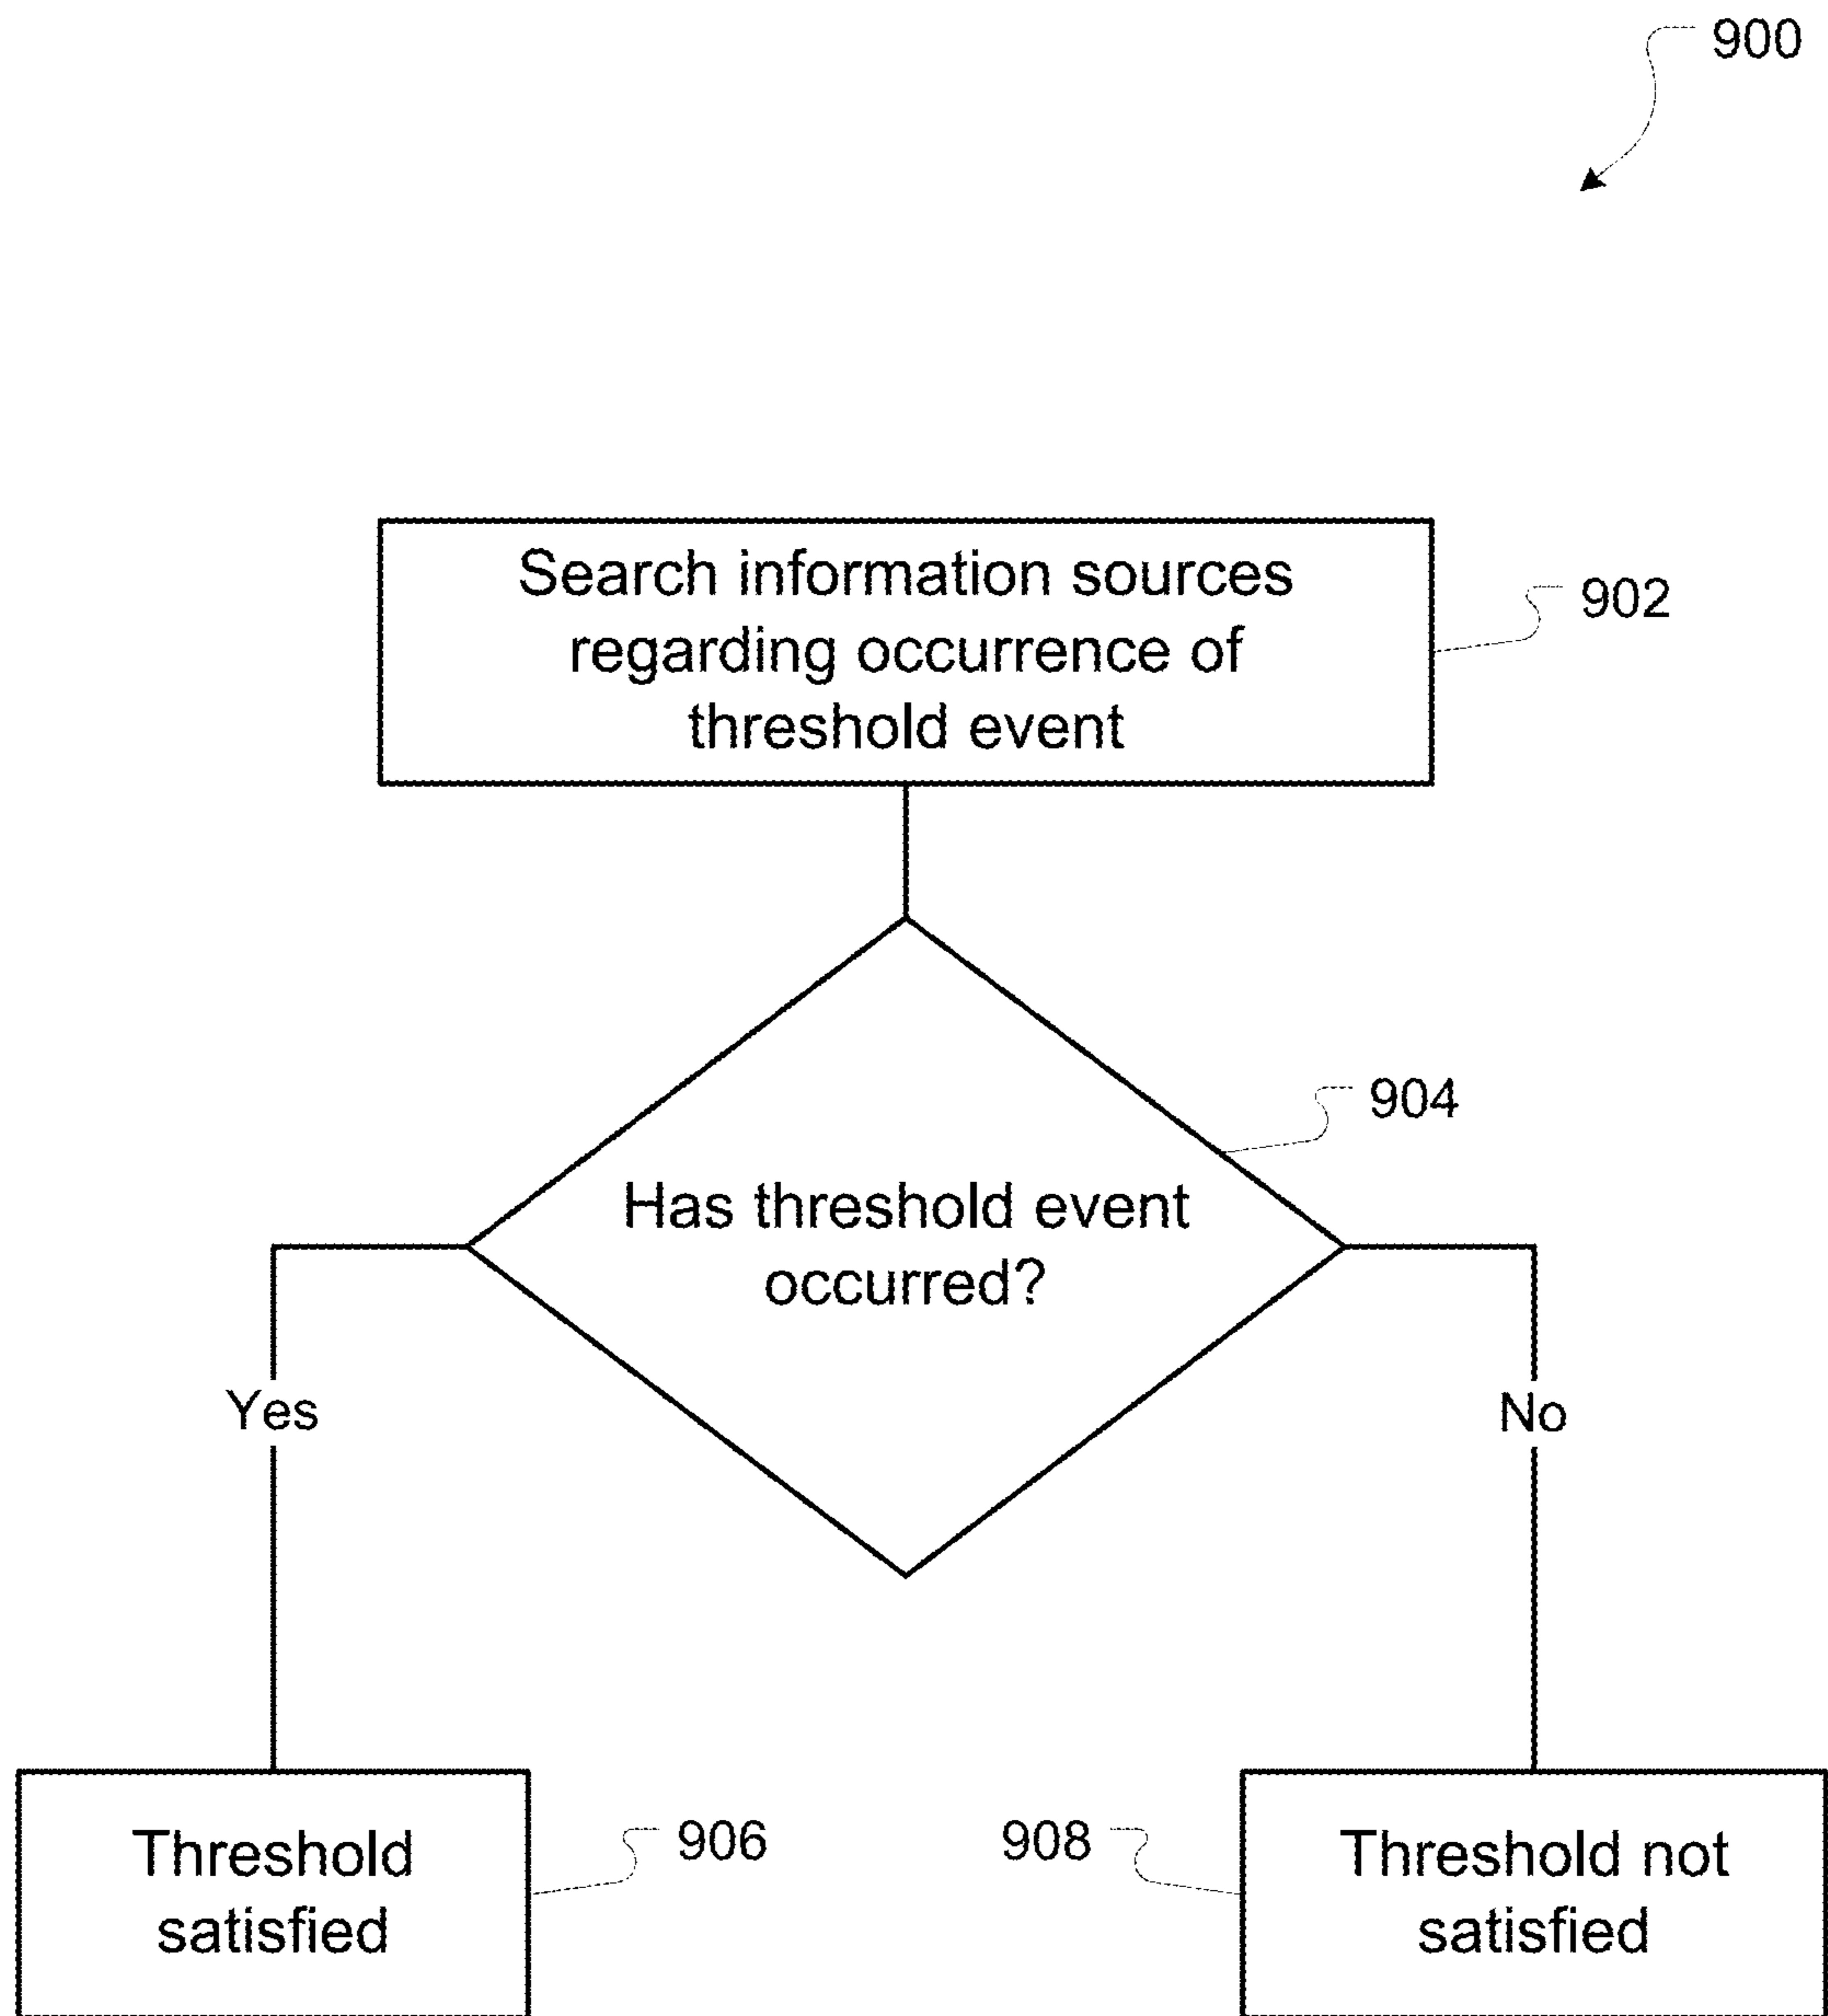 900
Search information sources
regarding occurrence of
threshold event
902
904
Has threshold event
occurred?
Yes
No
Threshold
satisfied
906
908
Threshold not
satisfied